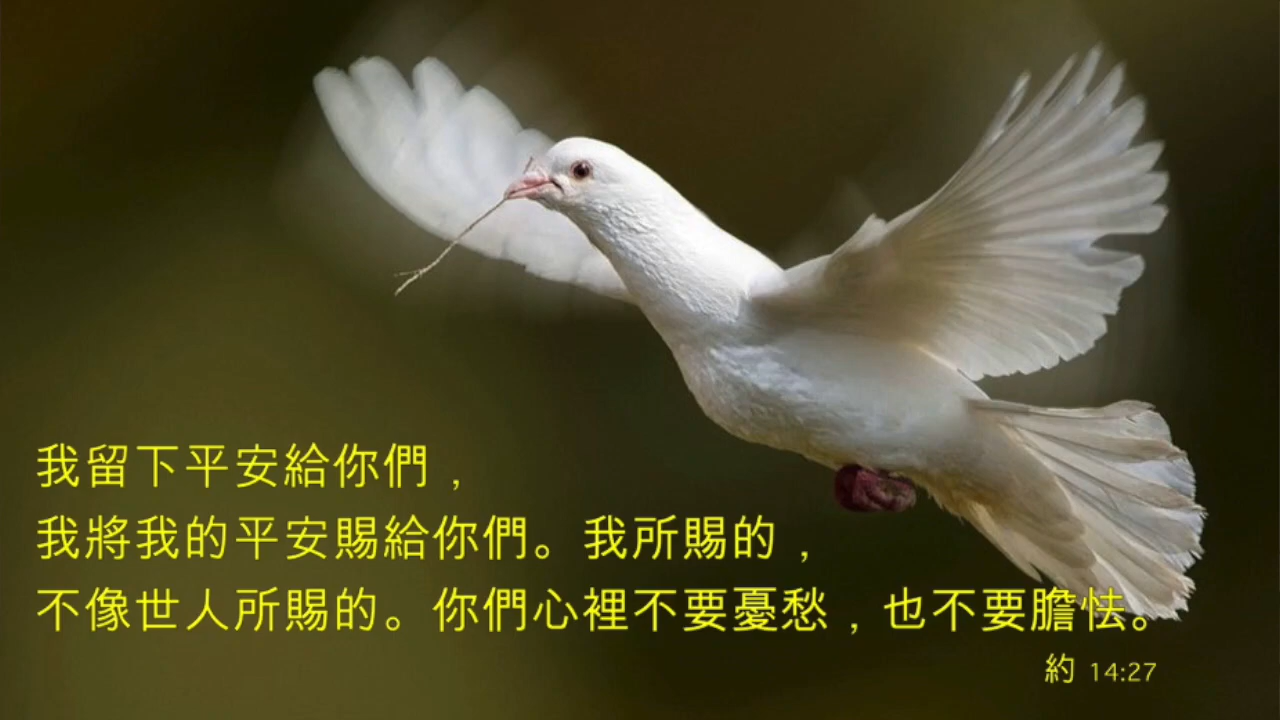 我留下平安給你們，
我將我的平安賜給你們。我所賜的，
不像世人所賜的。你們心裡不要憂愁，也不要膽怯。
約 14:27